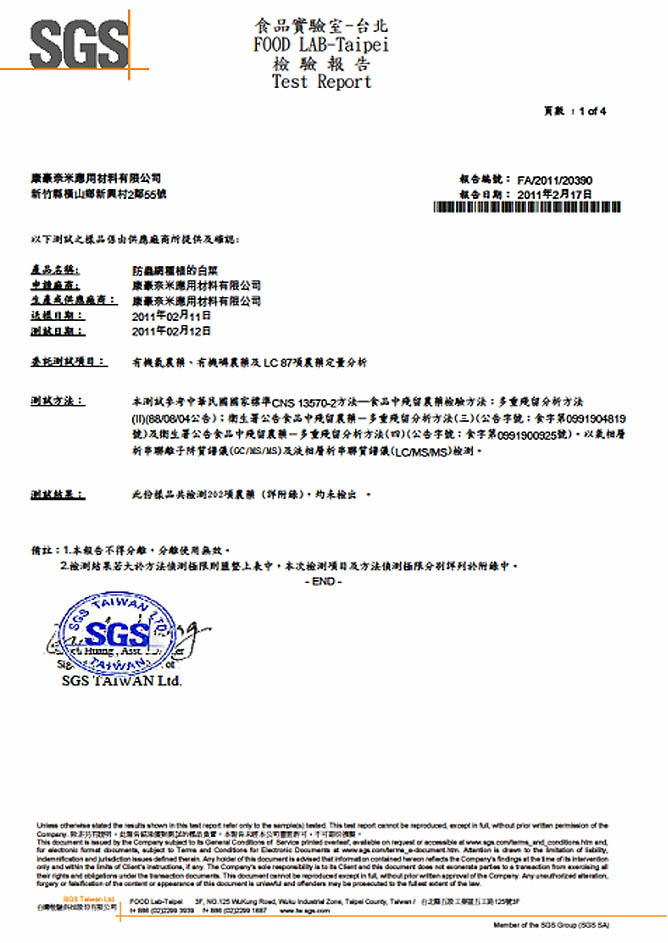 SGS
食品實驗室-台北
FOOD LAB-Taipei
檢驗報告
Test Report
頁數 : 1 of 4
康豪奈米應用材料有限公司
新竹縣橫山鄉新興村2鄰55號
報告編號： FA/2011/20390
報告日期： 2011年2月17日
以下測試之樣品係由供應廠商所提供及確認:
產品名稱: 防蟲網種植的白菜
申請廠商: 康豪奈米應用材料有限公司
生產或供應廠商： 康豪奈米應用材料有限公司
送樣日期： 2011年02月11日
測試日期： 2011年02月12日
委託測試項目： 有機氯農藥、有機磷農藥及 LC 87項農藥定量分析
測試方法： 本測試參考中華民國國家標準CNS 13570-2方法—食品中殘留農藥檢驗方法：多重殘留分析方法
(II)(88/08/04公告)；衛生署公告食品中殘留農藥－多重殘留分析方法(三)(公告字號：食字第0991904819
號)及衛生署公告食品中殘留農藥－多重殘留分析方法(四)(公告字號：食字第0991900925號)。以氣相層
析串聯離子阱質譜儀(GC/MS/MS)及液相層析串聯質譜儀(LC/MS/MS)檢測。
測試結果： 此份樣品共檢測202項農藥 (詳附錄)，均未檢出 。
備註：1.本報告不得分離，分離使用無效。
2.檢測結果若大於方法偵測極限則匯整上表中，本次檢測項目及方法偵測極限分別詳列於附錄中。
- END -
SGS TAIWAN LTD
SGS
TAIWAN
Huang, Asst.
SGS TAIWAN Ltd.
Unless otherwise stated the results shown in this test report refer only to the sample(s) tested. This test report cannot be reproduced, except in full, without prior written permission of the
Company. 除非另有說明，此報告結果僅對測試之樣品負責。本報告未經本公司書面許可，不可部份複製。
This document is issued by the Company subject to its General Conditions of Service printed overleaf, available on request or accessible at www.sgs.com/terms_and_conditions.htm and,
for electronic format documents, subject to Terms and Conditions for Electronic Documents at www.sgs.com/terms_e-document.htm. Attention is drawn to the limitation of liability,
indemnification and jurisdiction issues defined therein. Any holder of this document is advised that information contained hereon reflects the Company's findings at the time of its intervention
only and within the limits of Client's instructions, if any. The Company's sole responsibility is to its Client and this document does not exonerate parties to a transaction from exercising all
their rights and obligations under the transaction documents. This document cannot be reproduced except in full, without prior written approval of the Company. Any unauthorized alteration,
forgery or falsification of the content or appearance of this document is unlawful and offenders may be prosecuted to the fullest extent of the law.
SGS Taiwan Ltd.
台灣檢驗科技股份有限公司
FOOD Lab-Taipei 3F, NO.125 WuKung Road, Wuku Industrial Zone, Taipei County, Taiwan / 台北縣五股工業區五工路125號3F
t+ 886 (02)2299 3939 f+ 886 (02)2299 1687 www.tw.sgs.com
Member of the SGS Group (SGS SA)